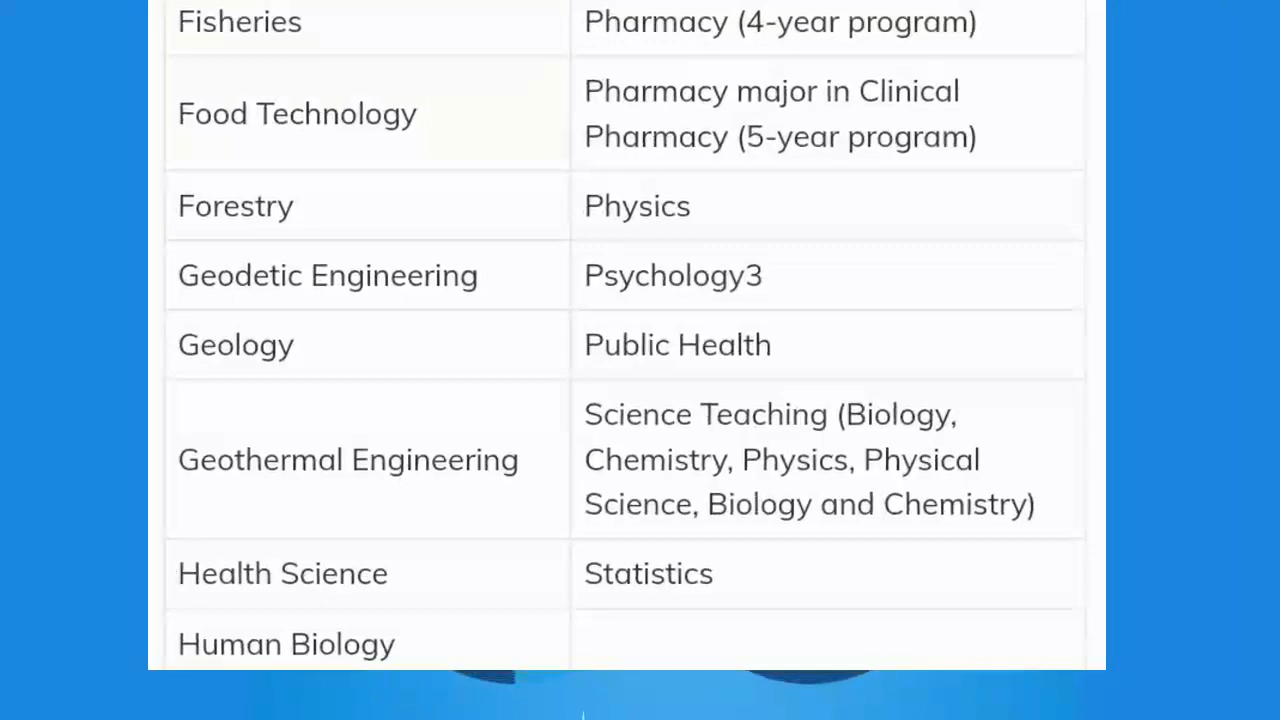 Fisheries
Pharmacy (4-year program)
Food Technology
Pharmacy major in Clinical
Pharmacy (5-year program)
Forestry
Physics
Geodetic Engineering
Psychology3
Geology
Public Health
Geothermal Engineering
Science Teaching (Biology,
Chemistry, Physics, Physical
Science, Biology and Chemistry)
Health Science
Statistics
Human Biology